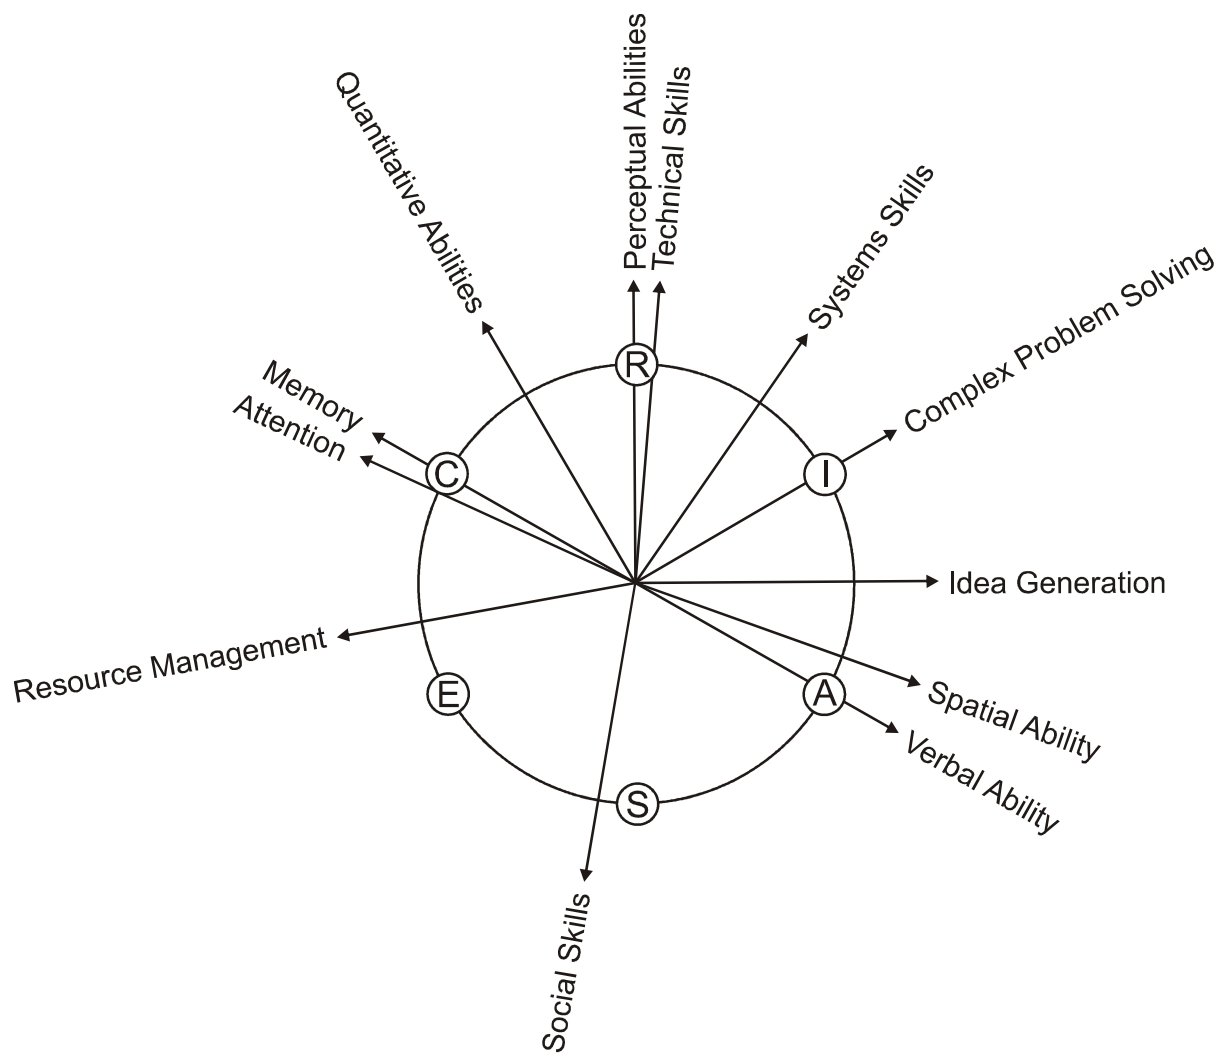 Perceptual Abilities
Technical Skills
Quantitative Abilities
Systems Skills
Complex Problem Solving
R
Memory
Attention
C
I
Idea Generation
Resource Management
E
A
Spatial Ability
Verbal Ability
S
Social Skills